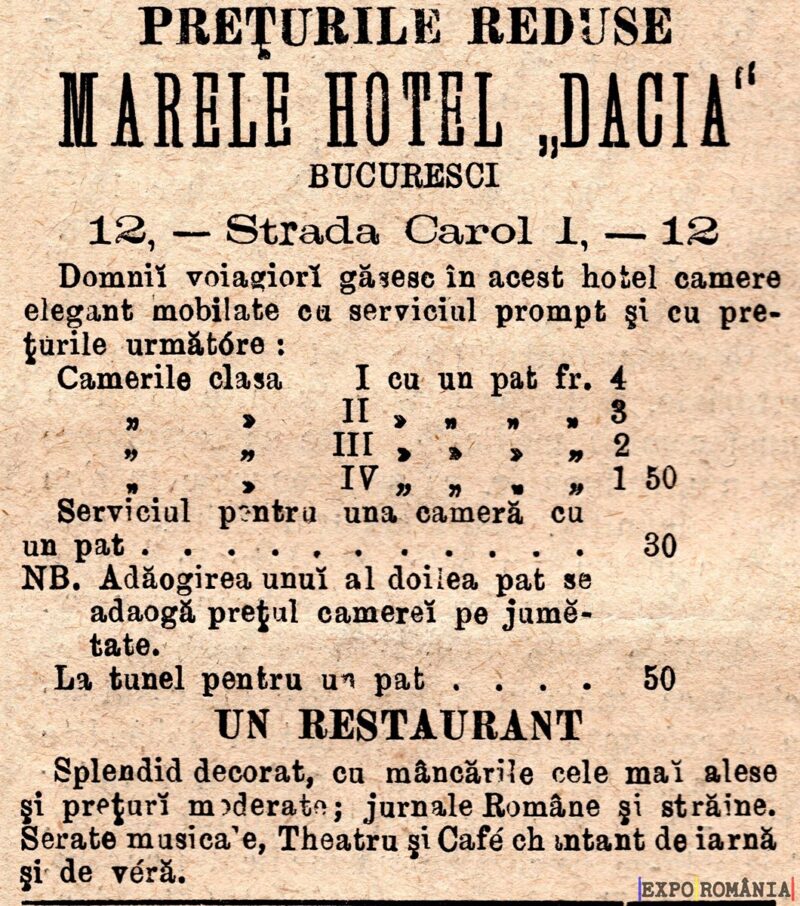 PREŢURILE REDUSE
MARELE HOTEL „DACIA“
BUCURESCI
12, — Strada Carol I, — 12
Domniĭ voiagiorĭ găsesc în acest hotel camere
elegant mobilate cu serviciul prompt şi cu pre-
ţurile următóre :
Camerile clasa I cu un pat fr. 4
„ » II » „ „ „ 3
„ „ III » » » „ 2
„ » IV „ „ „ „ 1 50
Serviciul pentru una cameră cu
un pat . . . . . . . . . . . 30
NB. Adăogirea unuĭ al doilea pat se
adaogă preţul camereĭ pe jumĕ-
tate.
La tunel pentru un pat . . . . 50
UN RESTAURANT
Splendid decorat, cu mâncările cele maĭ alese
şi preţurĭ moderate; jurnale Române şi străine.
Serate musicale, Theatru şi Café chantant de iarnă
şi de véră.
EXPO ROMÂNIA